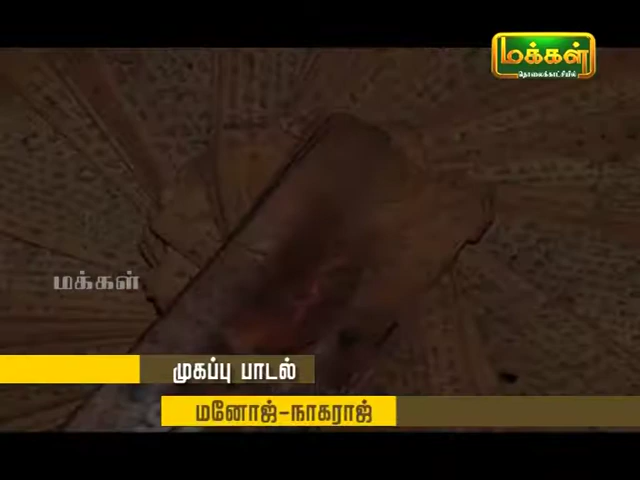 மக்கள்
தொலைக்காட்சியில்
மக்கள்
முகப்பு பாடல்
மனோஜ்-நாகராஜ்